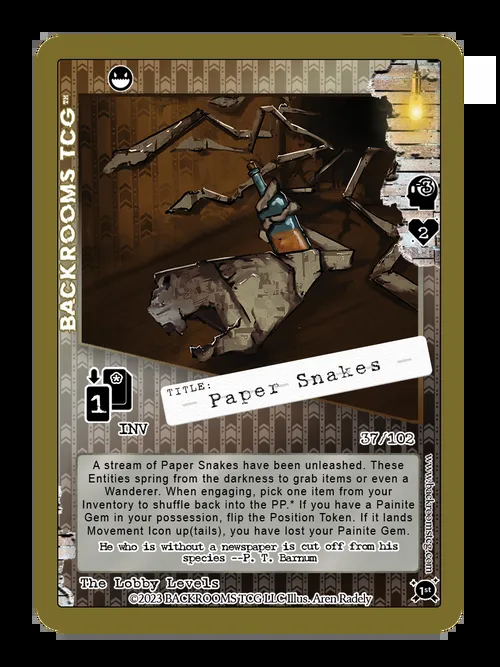 BACKROOMS TCG™
3
2
TITLE:
Paper Snakes
1
INV
37/102
A stream of Paper Snakes have been unleashed. These
Entities spring from the darkness to grab items or even a
Wanderer. When engaging, pick one item from your
Inventory to shuffle back into the PP.* If you have a Painite
Gem in your possession, flip the Position Token. If it lands
Movement Icon up(tails), you have lost your Painite Gem.
He who is without a newspaper is cut off from his
species --P. T. Barnum
www.backroomstcg.com
The Lobby Levels
©2023 BACKROOMS TCG LLC Illus. Aren Radely
1st